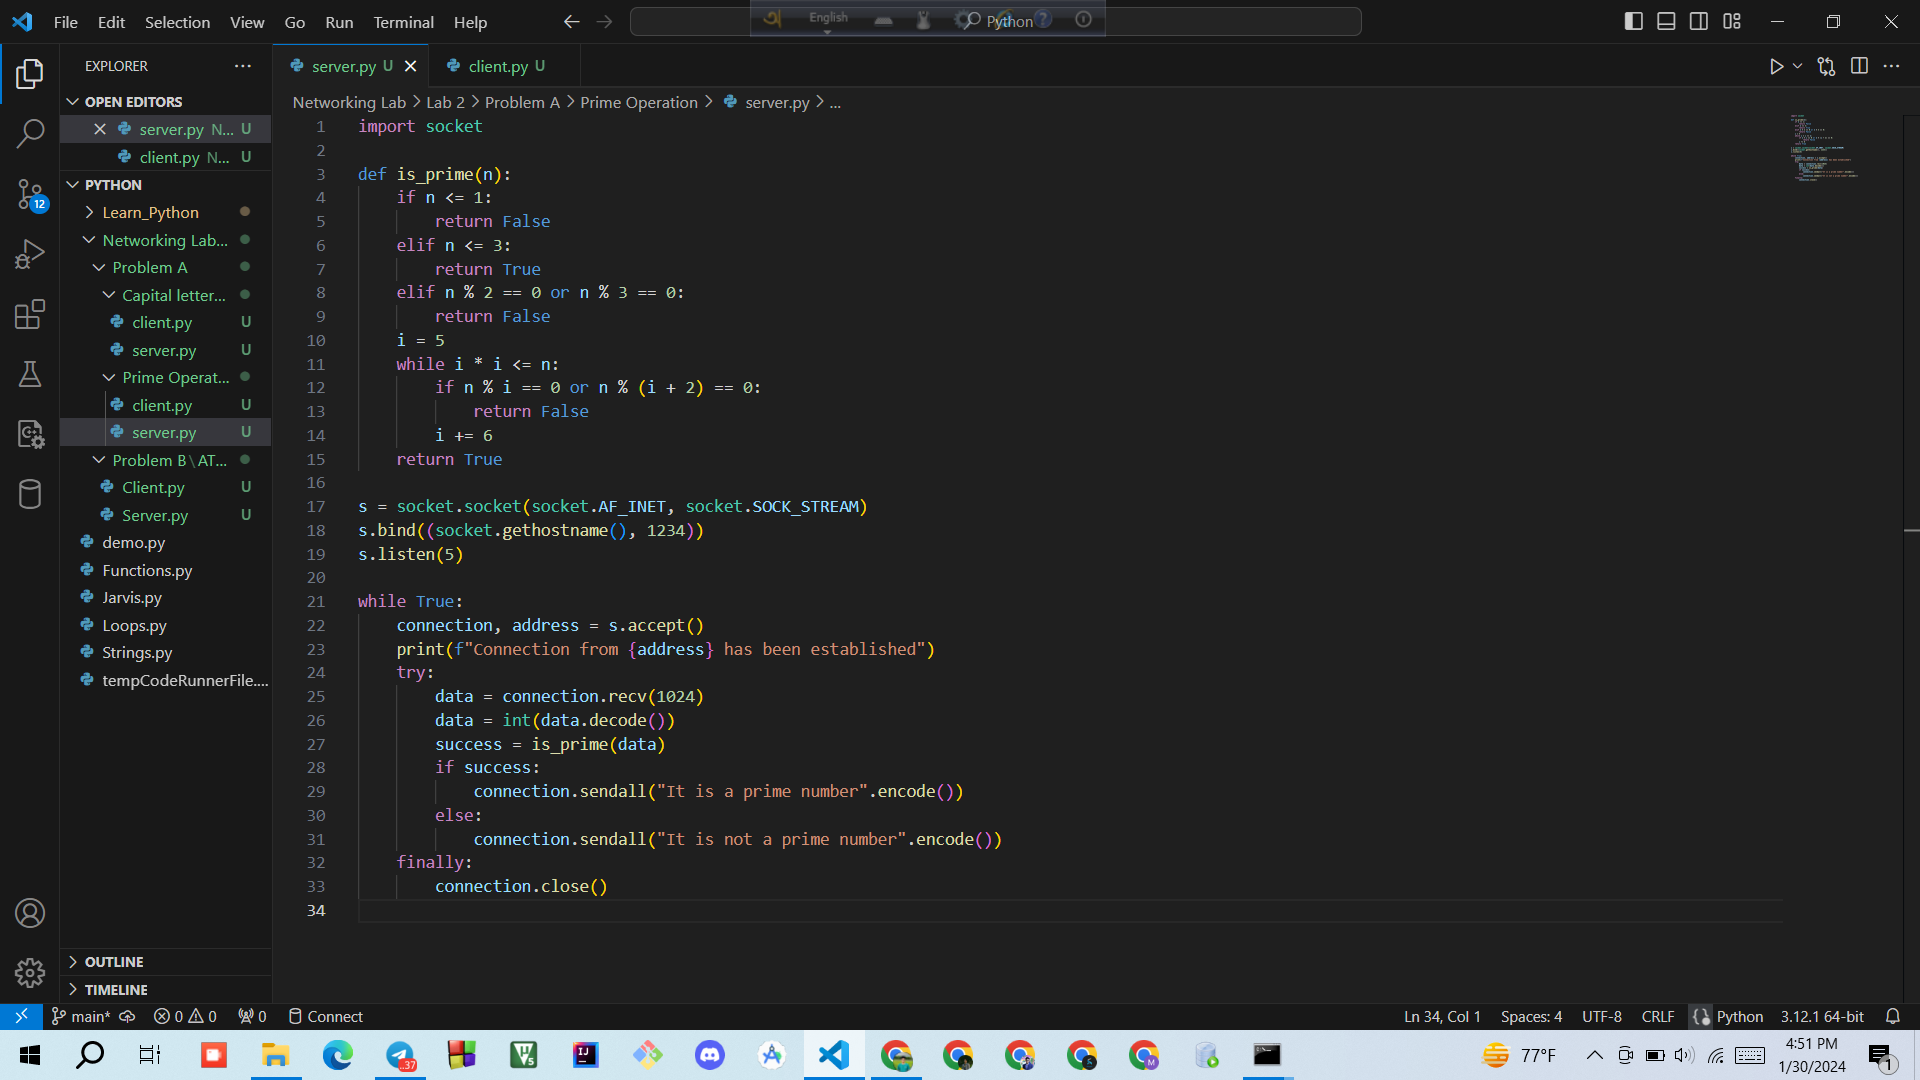 File Edit Selection View Go Run Terminal Help
English
Python
EXPLORER
OPEN EDITORS
server.py N... U
client.py N... U
PYTHON
Learn_Python
Networking Lab...
Problem A
Capital letter...
client.py U
server.py U
Prime Operat...
client.py U
server.py U
Problem B\AT...
Client.py U
Server.py U
demo.py
Functions.py
Jarvis.py
Loops.py
Strings.py
tempCodeRunnerFile....
OUTLINE
TIMELINE
12
server.py U
client.py U
Networking Lab > Lab 2 > Problem A > Prime Operation > server.py > ...
1 import socket
2
3 def is_prime(n):
4     if n <= 1:
5         return False
6     elif n <= 3:
7         return True
8     elif n % 2 == 0 or n % 3 == 0:
9         return False
10     i = 5
11     while i * i <= n:
12         if n % i == 0 or n % (i + 2) == 0:
13             return False
14         i += 6
15     return True
16
17 s = socket.socket(socket.AF_INET, socket.SOCK_STREAM)
18 s.bind((socket.gethostname(), 1234))
19 s.listen(5)
20
21 while True:
22     connection, address = s.accept()
23     print(f"Connection from {address} has been established")
24     try:
25         data = connection.recv(1024)
26         data = int(data.decode())
27         success = is_prime(data)
28         if success:
29             connection.sendall("It is a prime number".encode())
30         else:
31             connection.sendall("It is not a prime number".encode())
32     finally:
33         connection.close()
34
main* 0 0 0 Connect
Ln 34, Col 1 Spaces: 4 UTF-8 CRLF Python 3.12.1 64-bit
77°F
4:51 PM
1/30/2024
1